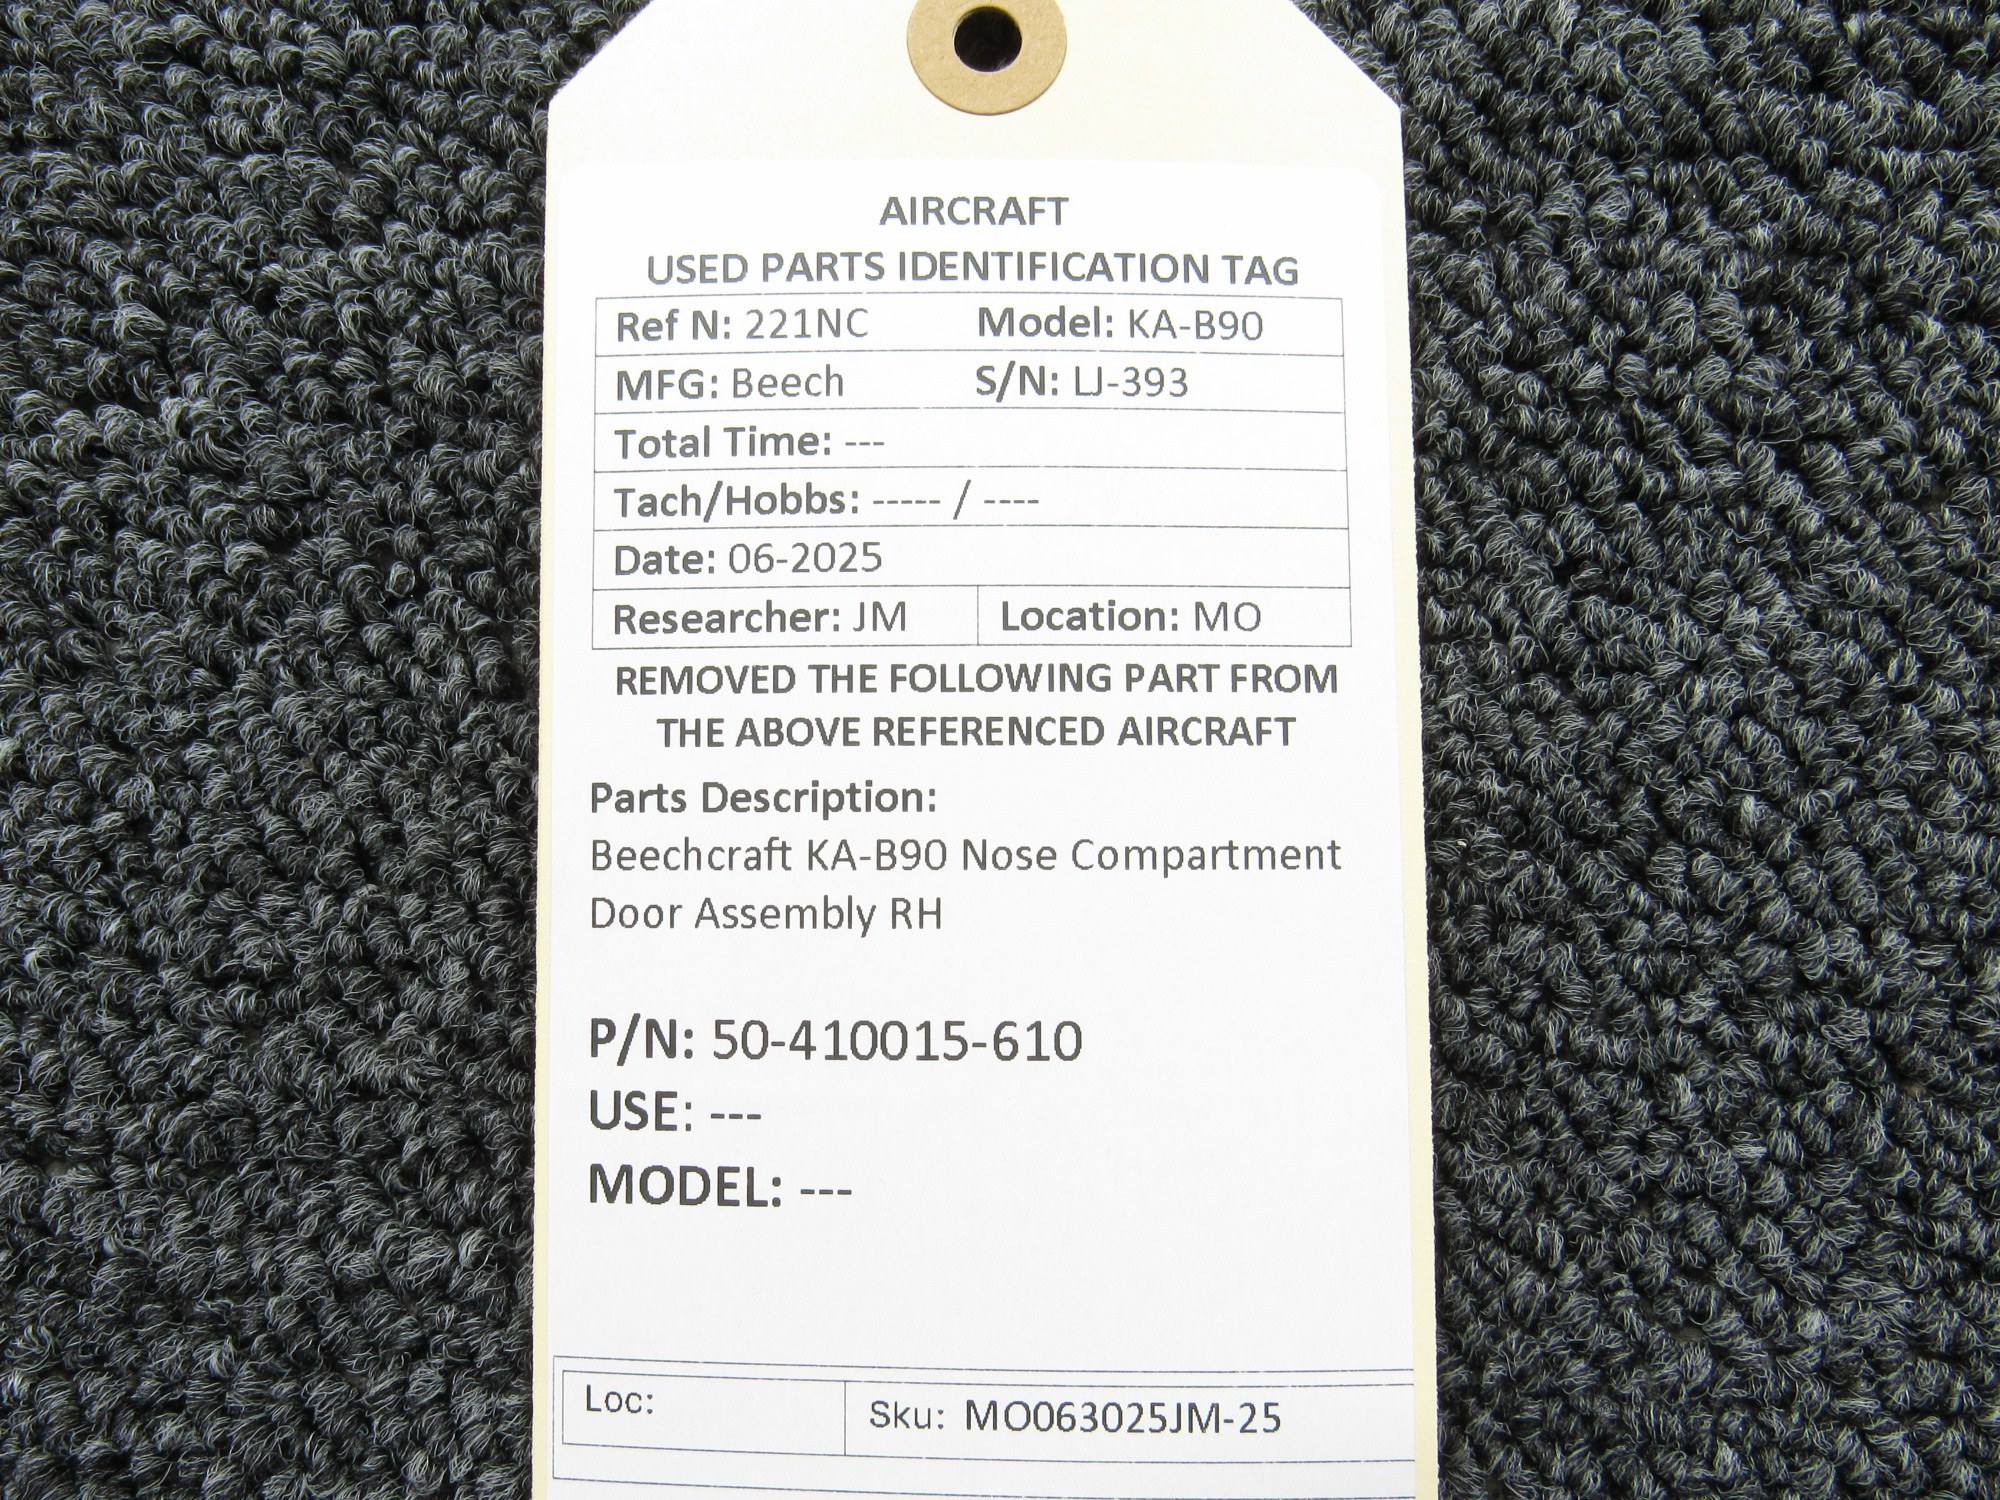 AIRCRAFT
USED PARTS IDENTIFICATION TAG
Ref N: 221NC Model: KA-B90
MFG: Beech S/N: LJ-393
Total Time: ---
Tach/Hobbs: ----- / ----
Date: 06-2025
Researcher: JM Location: MO
REMOVED THE FOLLOWING PART FROM
THE ABOVE REFERENCED AIRCRAFT
Parts Description:
Beechcraft KA-B90 Nose Compartment
Door Assembly RH
P/N: 50-410015-610
USE: ---
MODEL: ---
Loc: Sku: MO063025JM-25